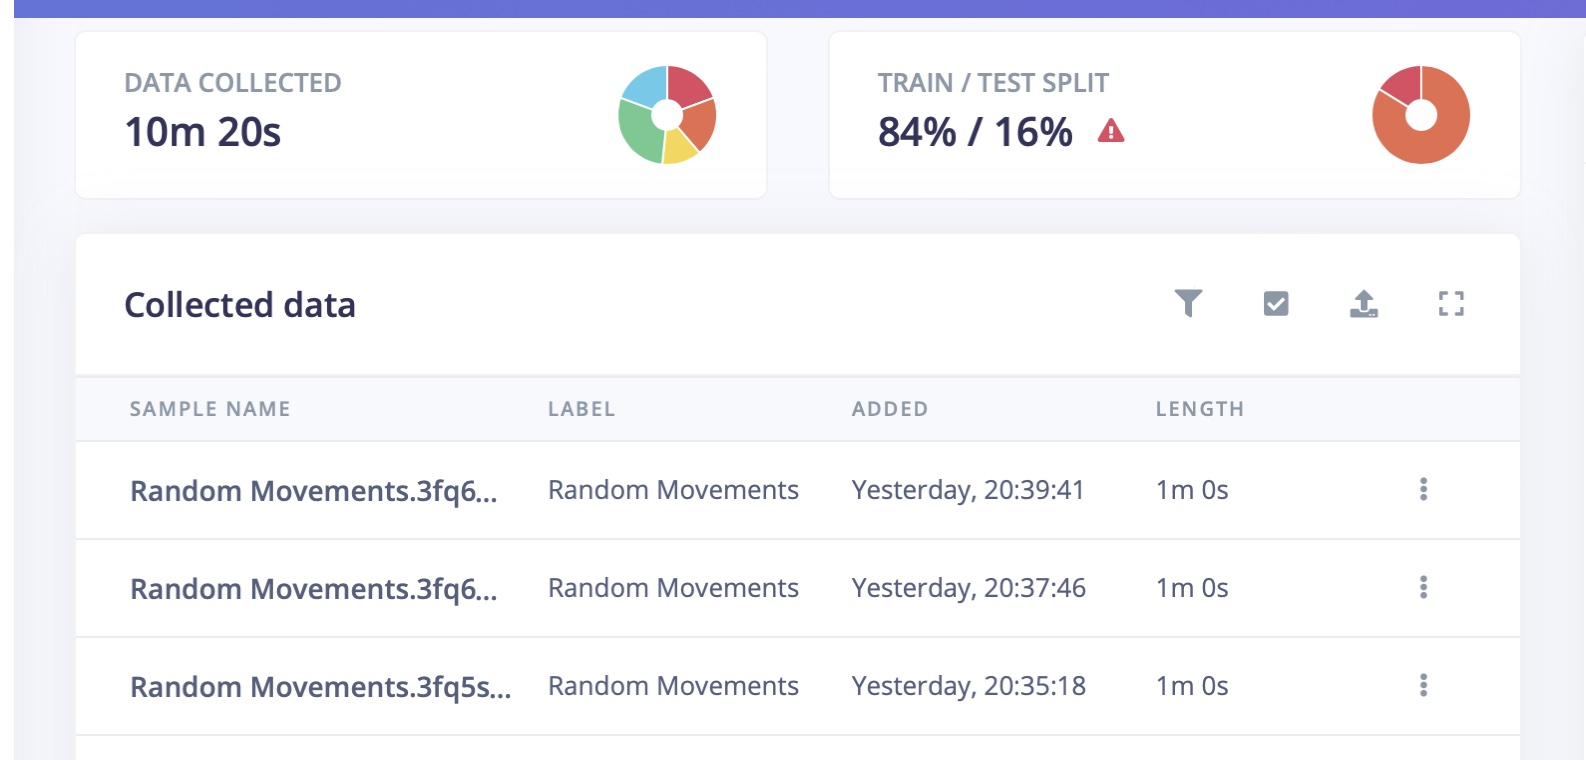 DATA COLLECTED
10m 20s
TRAIN / TEST SPLIT
84% / 16%
Collected data
SAMPLE NAME LABEL ADDED LENGTH
Random Movements.3fq6... Random Movements Yesterday, 20:39:41 1m 0s
Random Movements.3fq6... Random Movements Yesterday, 20:37:46 1m 0s
Random Movements.3fq5s... Random Movements Yesterday, 20:35:18 1m 0s